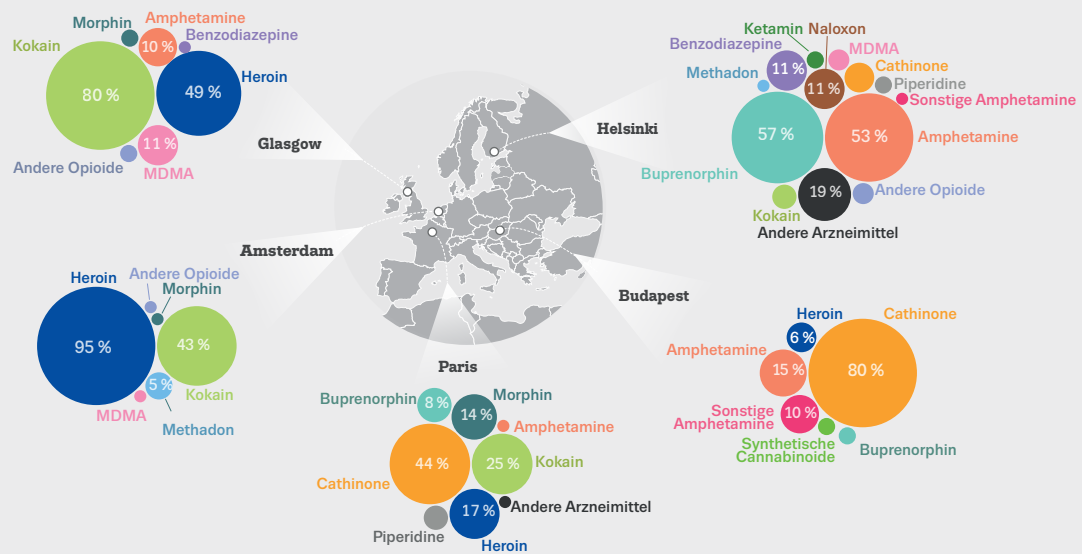 Glasgow
Morphin
Amphetamine
10 %
Benzodiazepine
Kokain
80 %
Heroin
49 %
11 %
MDMA
Andere Opioide
Helsinki
Ketamin
Naloxon
Benzodiazepine
11 %
MDMA
Methadon
11 %
Cathinone
Piperidine
Sonstige Amphetamine
57 %
53 %
Amphetamine
Buprenorphin
19 %
Andere Opioide
Kokain
Andere Arzneimittel
Amsterdam
Heroin
Andere Opioide
Morphin
95 %
43 %
5 %
Kokain
MDMA
Methadon
Paris
Buprenorphin
8 %
Morphin
14 %
Amphetamine
44 %
25 %
Kokain
Cathinone
17 %
Andere Arzneimittel
Piperidine
Heroin
Budapest
Heroin
Cathinone
6 %
Amphetamine
15 %
80 %
Sonstige
Amphetamine
10 %
Synthetische
Cannabinoide
Buprenorphin